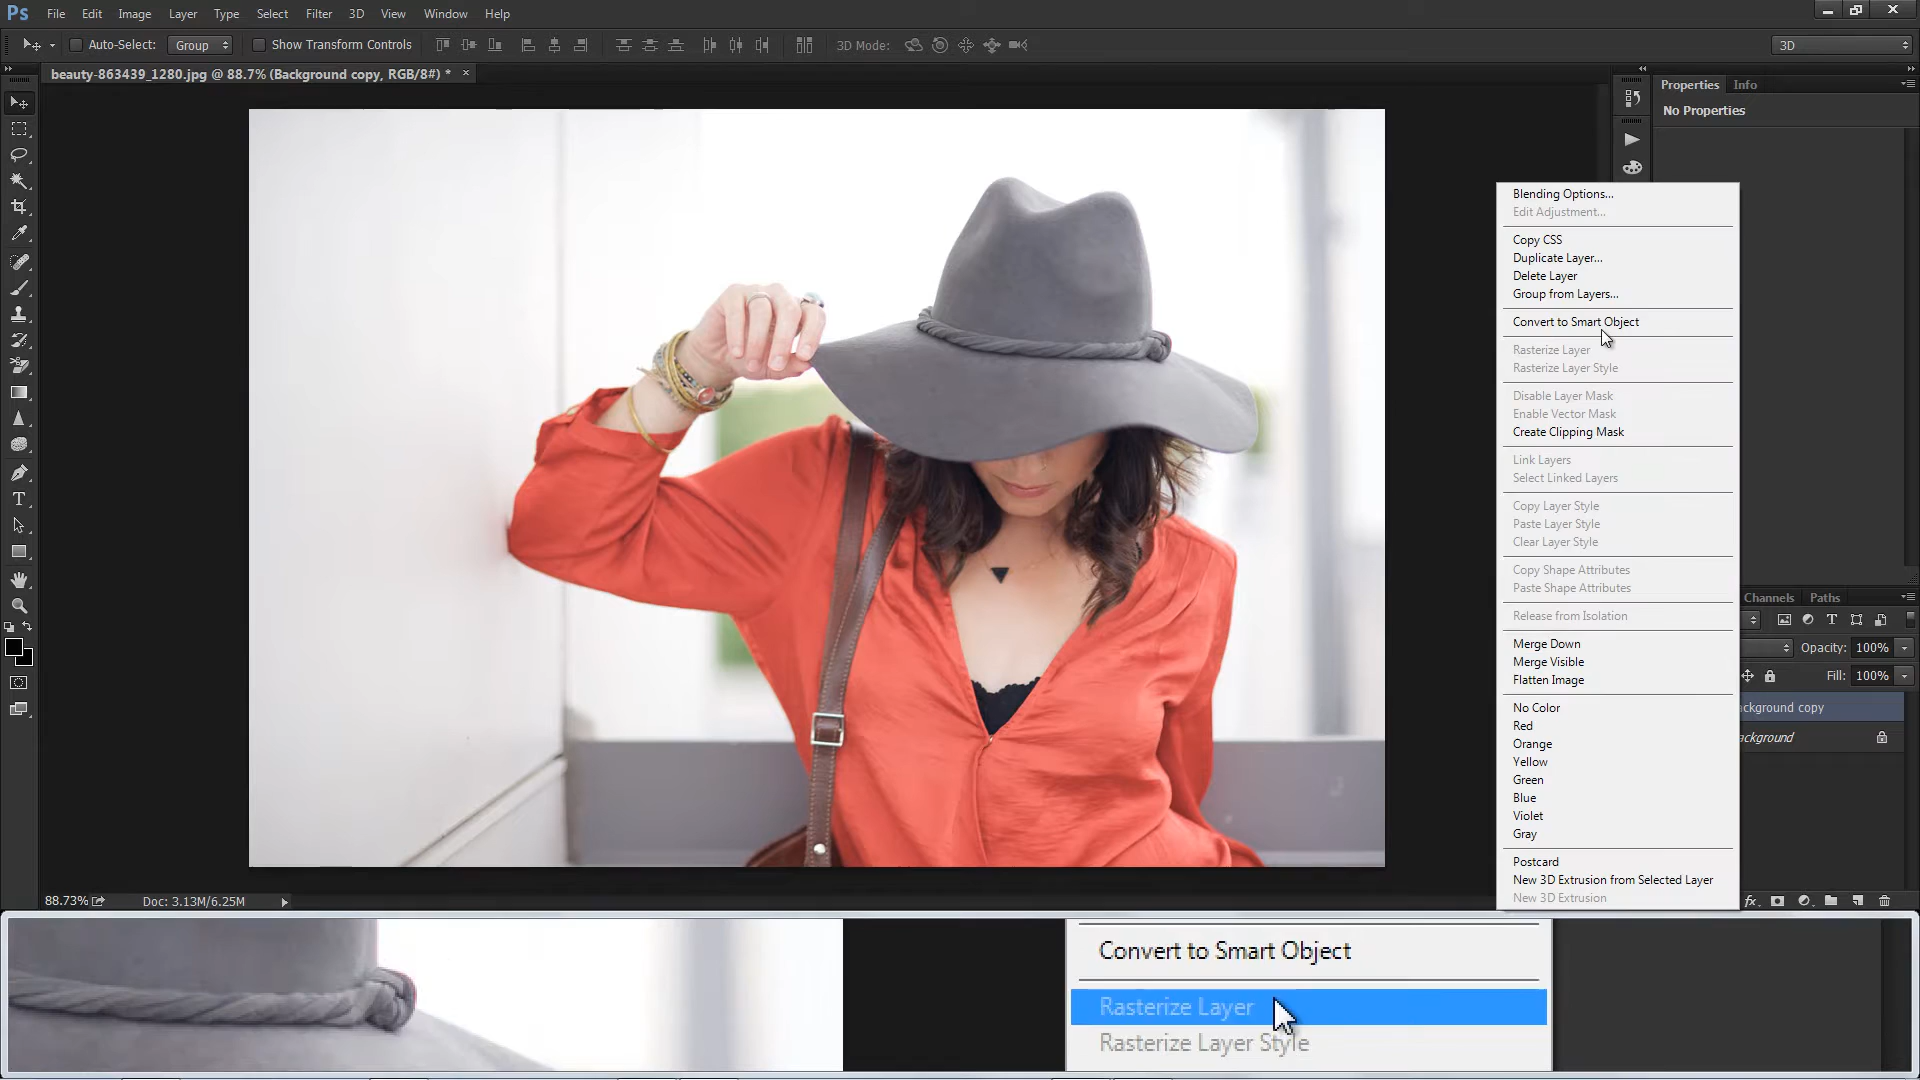 Ps File Edit Image Layer Type Select Filter 3D View Window Help
Auto-Select: Group Show Transform Controls 3D Mode: 3D
beauty-863439_1280.jpg @ 88.7% (Background copy, RGB/8#) *
Properties Info
No Properties
Blending Options...
Edit Adjustment...
Copy CSS
Duplicate Layer...
Delete Layer
Group from Layers...
Convert to Smart Object
Rasterize Layer
Rasterize Layer Style
Disable Layer Mask
Enable Vector Mask
Create Clipping Mask
Link Layers
Select Linked Layers
Copy Layer Style
Paste Layer Style
Clear Layer Style
Copy Shape Attributes
Paste Shape Attributes
Release from Isolation
Merge Down
Merge Visible
Flatten Image
No Color
Red
Orange
Yellow
Green
Blue
Violet
Gray
Postcard
New 3D Extrusion from Selected Layer
New 3D Extrusion
Channels Paths
T
Opacity: 100%
Fill: 100%
ackground copy
ackground
fx
T
88.73% Doc: 3.13M/6.25M
Convert to Smart Object
Rasterize Layer
Rasterize Layer Style